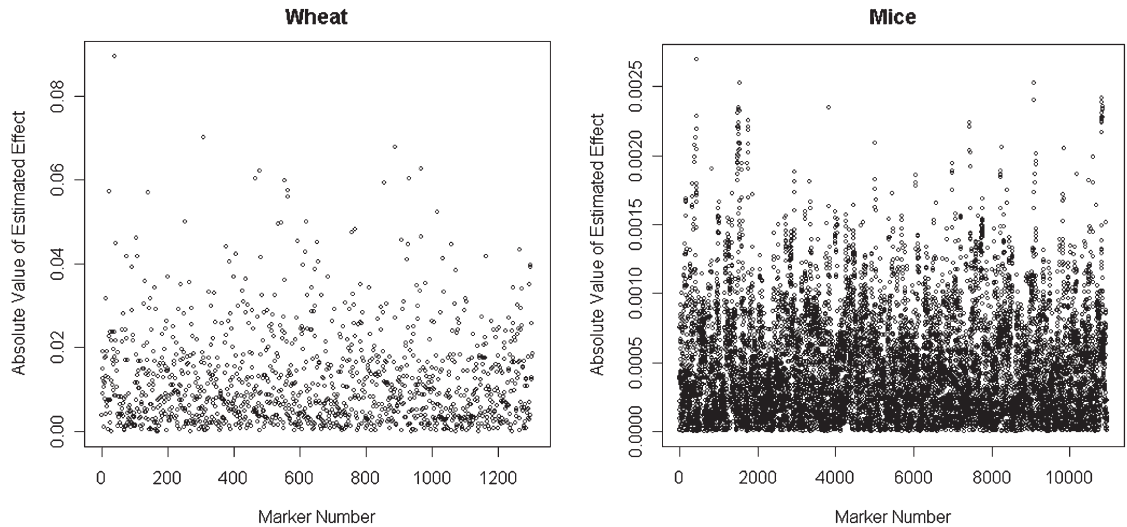 Wheat
Absolute Value of Estimated Effect
0.00 0.02 0.04 0.06 0.08
0 200 400 600 800 1000 1200
Marker Number
Mice
Absolute Value of Estimated Effect
0.0000 0.0005 0.0010 0.0015 0.0020 0.0025
0 2000 4000 6000 8000 10000
Marker Number